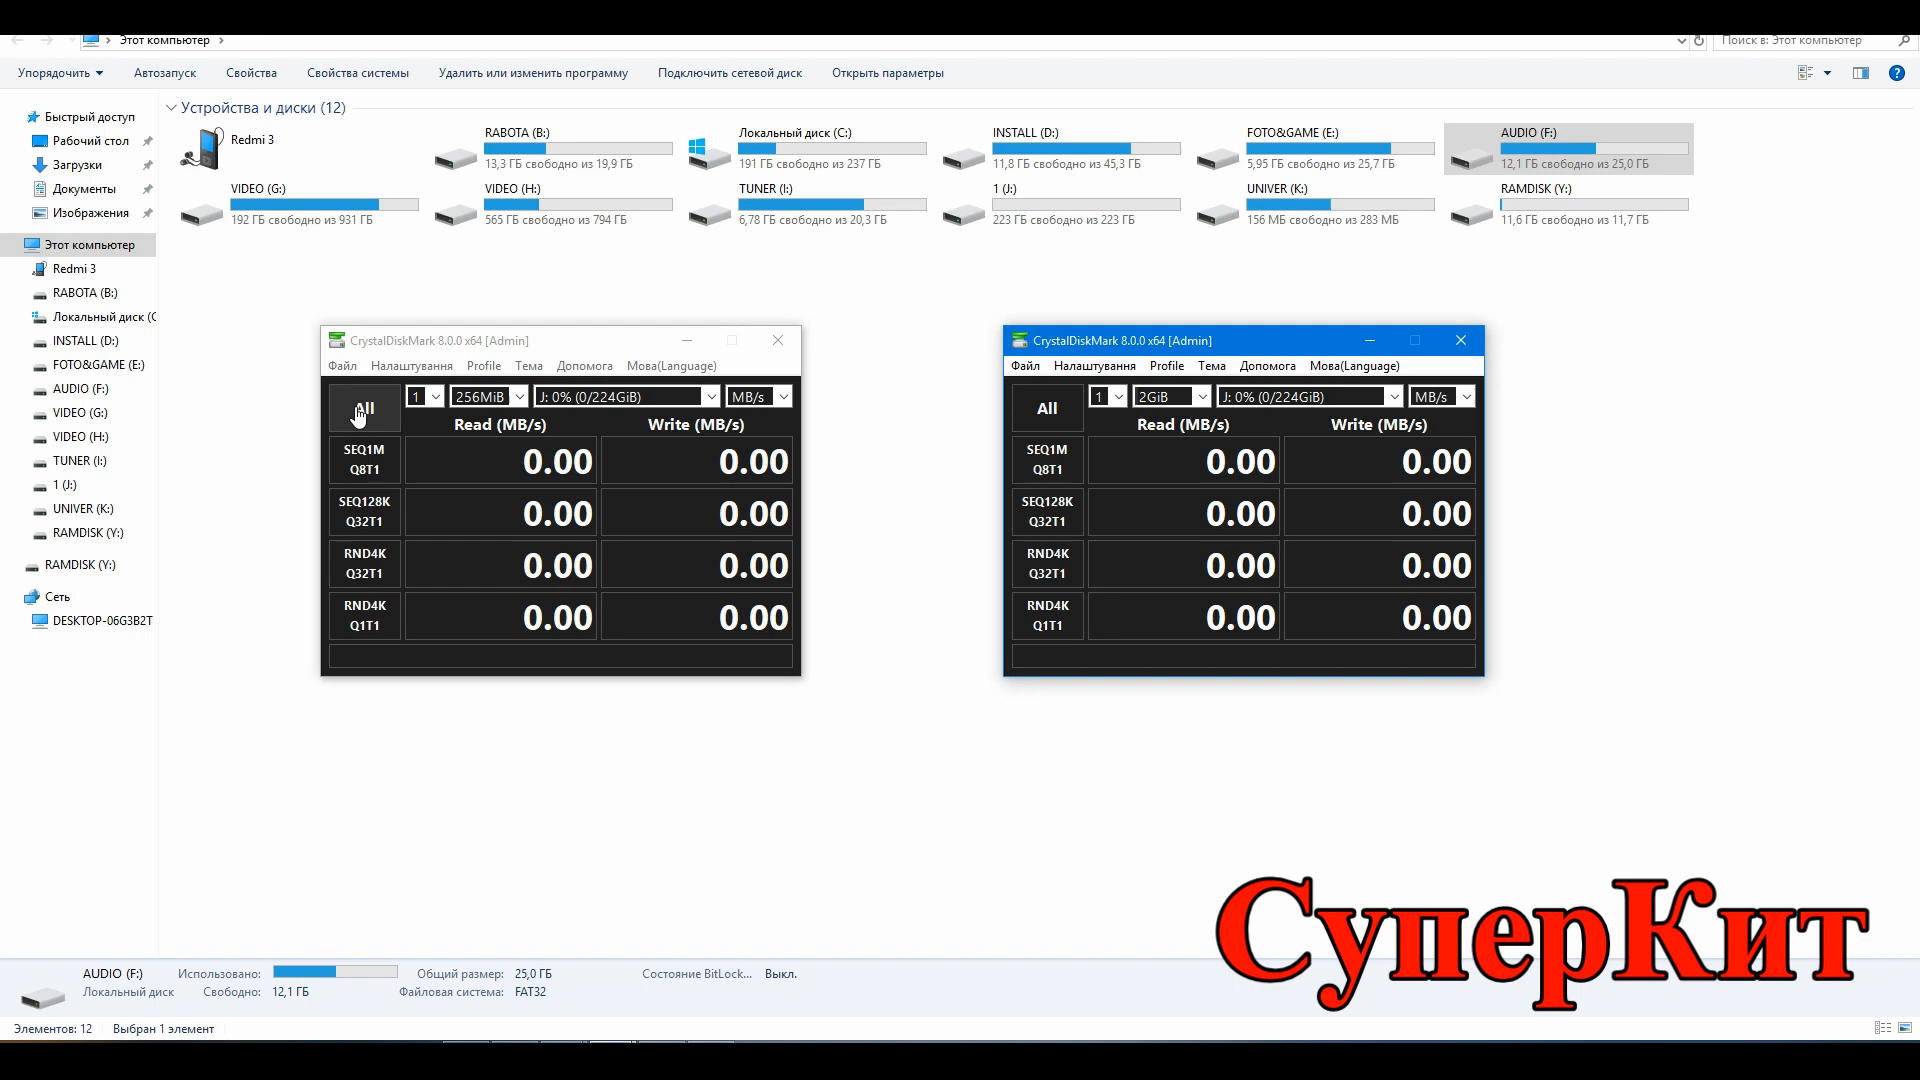 Этот компьютер
Поиск в: Этот компьютер
Упорядочить Автозапуск Свойства Свойства системы Удалить или изменить программу Подключить сетевой диск Открыть параметры
Быстрый доступ
Рабочий стол
Загрузки
Документы
Изображения
Этот компьютер
Redmi 3
RABOTA (B:)
Локальный диск (C
INSTALL (D:)
FOTO&GAME (E:)
AUDIO (F:)
VIDEO (G:)
VIDEO (H:)
TUNER (I:)
1 (J:)
UNIVER (K:)
RAMDISK (Y:)
RAMDISK (Y:)
Сеть
DESKTOP-06G3B2T
Устройства и диски (12)
Redmi 3
RABOTA (B:)
13,3 ГБ свободно из 19,9 ГБ
Локальный диск (C:)
191 ГБ свободно из 237 ГБ
INSTALL (D:)
11,8 ГБ свободно из 45,3 ГБ
FOTO&GAME (E:)
5,95 ГБ свободно из 25,7 ГБ
AUDIO (F:)
12,1 ГБ свободно из 25,0 ГБ
VIDEO (G:)
192 ГБ свободно из 931 ГБ
VIDEO (H:)
565 ГБ свободно из 794 ГБ
TUNER (I:)
6,78 ГБ свободно из 20,3 ГБ
1 (J:)
223 ГБ свободно из 223 ГБ
UNIVER (K:)
156 МБ свободно из 283 МБ
RAMDISK (Y:)
11,6 ГБ свободно из 11,7 ГБ
CrystalDiskMark 8.0.0 x64 [Admin]
Файл Налаштування Profile Тема Допомога Мова(Language)
All 1 256MiB J: 0% (0/224GiB) MB/s
Read (MB/s) Write (MB/s)
SEQ1M
Q8T1
0.00 0.00
SEQ128K
Q32T1
0.00 0.00
RND4K
Q32T1
0.00 0.00
RND4K
Q1T1
0.00 0.00
CrystalDiskMark 8.0.0 x64 [Admin]
Файл Налаштування Profile Тема Допомога Мова(Language)
All 1 2GiB J: 0% (0/224GiB) MB/s
Read (MB/s) Write (MB/s)
SEQ1M
Q8T1
0.00 0.00
SEQ128K
Q32T1
0.00 0.00
RND4K
Q32T1
0.00 0.00
RND4K
Q1T1
0.00 0.00
СуперКит
AUDIO (F:) Использовано: Общий размер: 25,0 ГБ Состояние BitLock... Выкл.
Локальный диск Свободно: 12,1 ГБ Файловая система: FAT32
Элементов: 12 Выбран 1 элемент